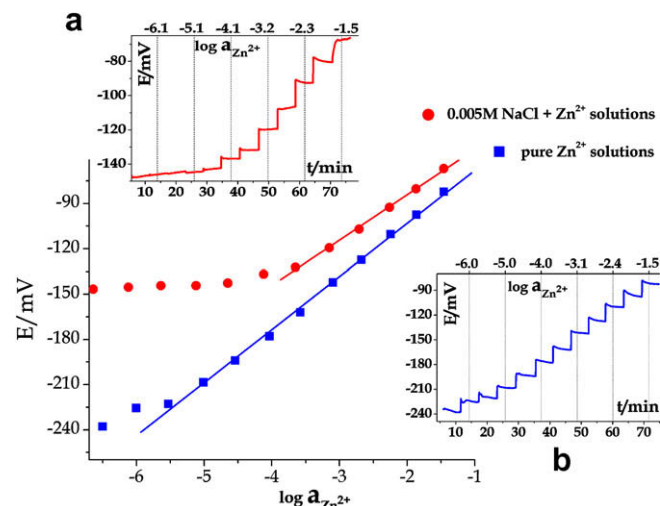 a
-6.1 -5.1 -4.1 -3.2 -2.3 -1.5
log a_Zn²⁺
E/mV
-80
-100
-120
-140
t/min
10 20 30 40 50 60 70
0.005M NaCl + Zn²⁺ solutions
pure Zn²⁺ solutions
E/mV
-90
-120
-150
-180
-210
-240
-6 -5 -4 -3 -2 -1
log a_Zn²⁺
-6.0 -5.0 -4.0 -3.1 -2.4 -1.5
log a_Zn²⁺
E/mV
-90
-120
-150
-180
-210
-240
t/min
10 20 30 40 50 60 70
b